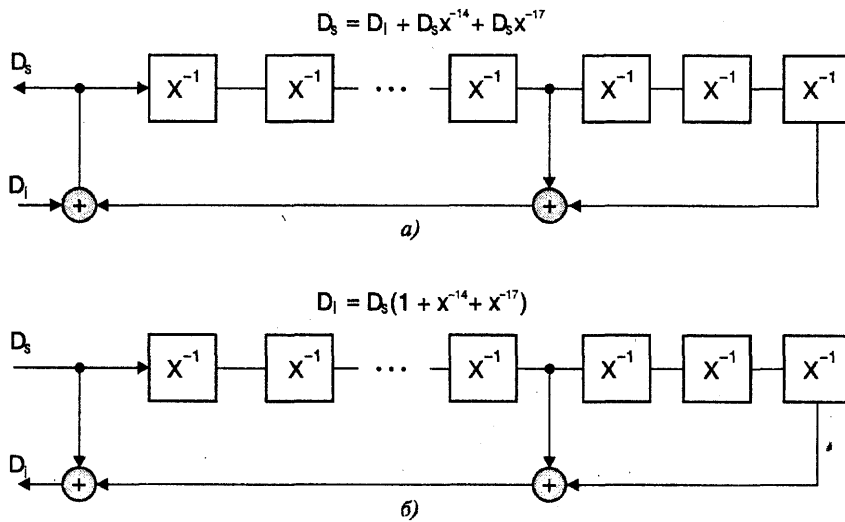 Dₛ = Dᵢ + Dₛx⁻¹⁴ + Dₛx⁻¹⁷
Dₛ
X⁻¹ X⁻¹ ··· X⁻¹ X⁻¹ X⁻¹ X⁻¹
Dᵢ
+ +
а)
Dᵢ = Dₛ(1 + x⁻¹⁴ + x⁻¹⁷)
Dₛ
X⁻¹ X⁻¹ ··· X⁻¹ X⁻¹ X⁻¹ X⁻¹
Dᵢ
+ +
б)